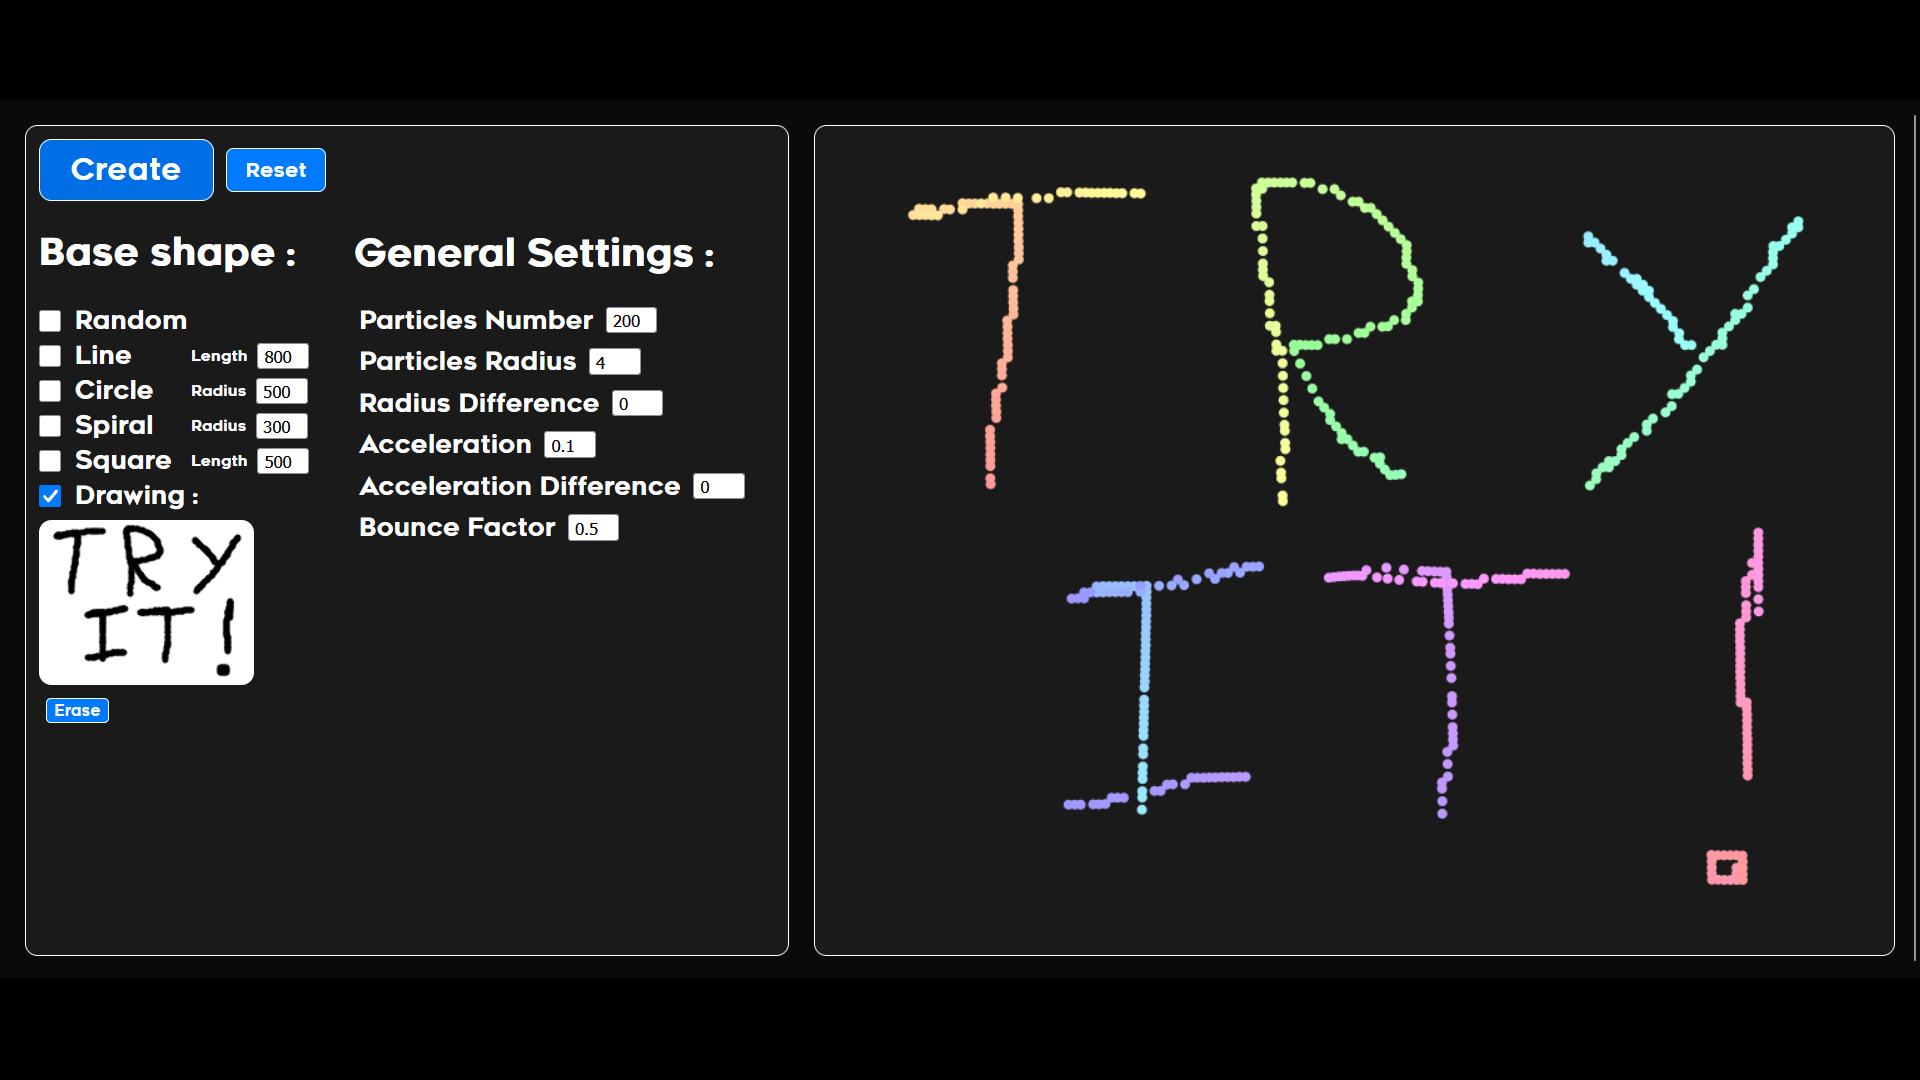 Create Reset
Base shape :
Random
Line Length 800
Circle Radius 500
Spiral Radius 300
Square Length 500
Drawing :
TRY
IT!
Erase
General Settings :
Particles Number 200
Particles Radius 4
Radius Difference 0
Acceleration 0.1
Acceleration Difference 0
Bounce Factor 0.5
TRY
IT!